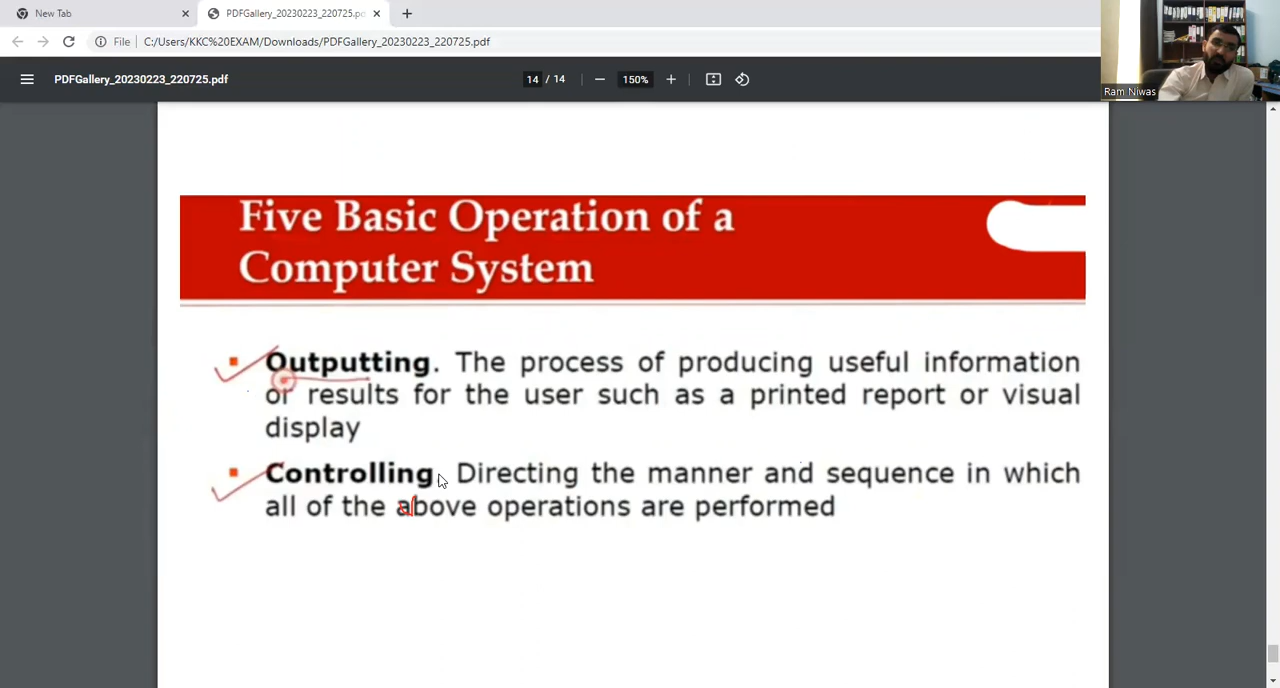 New Tab
PDFGallery_20230223_220725.pd
File
C:/Users/KKC%20EXAM/Downloads/PDFGallery_20230223_220725.pdf
PDFGallery_20230223_220725.pdf
14 / 14
150%
Ram Niwas
Five Basic Operation of a
Computer System
Outputting. The process of producing useful information
or results for the user such as a printed report or visual
display
Controlling. Directing the manner and sequence in which
all of the above operations are performed